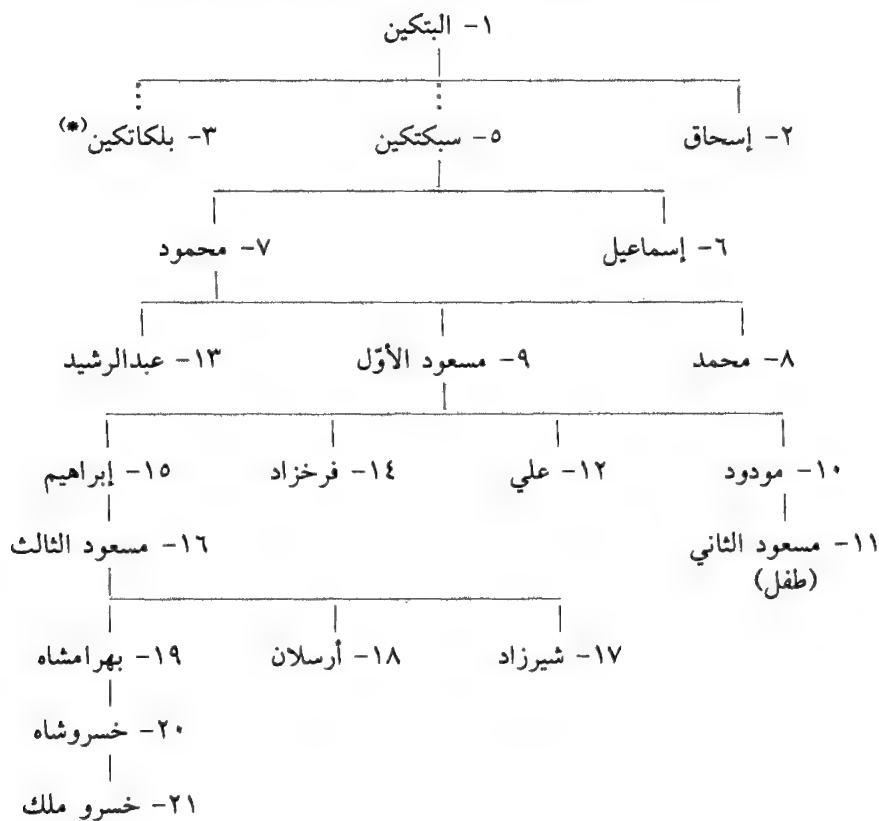 ١- البتكين
٢- إسحاق ٥- سبكتكين ٣- بلكاتكين(*)
٦- إسماعيل ٧- محمود
٨- محمد ٩- مسعود الأوّل ١٣- عبدالرشيد
١٠- مودود ١٢- علي ١٤- فرخزاد ١٥- إبراهيم
١١- مسعود الثاني ١٦- مسعود الثالث
(طفل)
١٧- شيرزاد ١٨- أرسلان ١٩- بهرامشاه
٢٠- خسروشاه
٢١- خسرو ملك